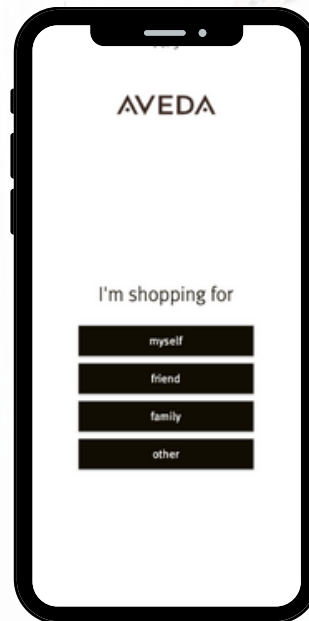 AVEDA
I'm shopping for
myself
friend
family
other